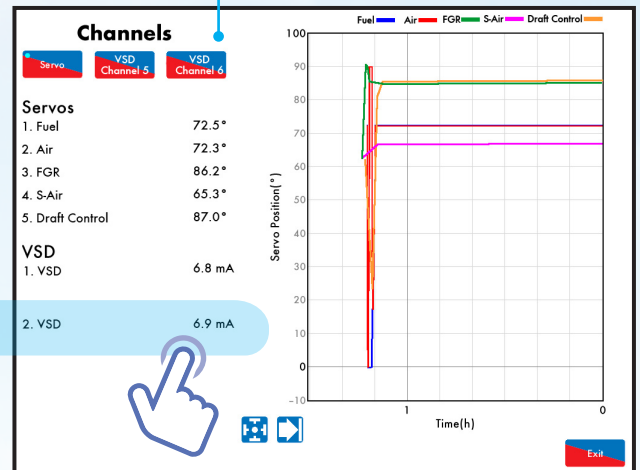 Channels
Servo
VSD
Channel 5
VSD
Channel 6
Servos
1. Fuel 72.5°
2. Air 72.3°
3. FGR 86.2°
4. S-Air 65.3°
5. Draft Control 87.0°
VSD
1. VSD 6.8 mA
2. VSD 6.9 mA
Fuel Air FGR S-Air Draft Control
100
90
80
70
60
50
40
30
20
10
0
-10
Servo Position(°)
1 0
Time(h)
Exit